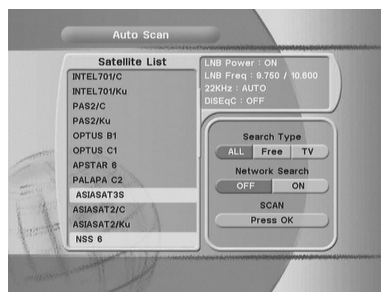 Auto Scan
Satellite List
INTEL701/C
INTEL701/Ku
PAS2/C
PAS2/Ku
OPTUS B1
OPTUS C1
APSTAR 6
PALAPA C2
ASIASAT3S
ASIASAT2/C
ASIASAT2/Ku
NSS 6
LNB Power : ON
LNB Freq : 9.750 / 10.600
22KHz : AUTO
DiSEqC : OFF
Search Type
ALL Free TV
Network Search
OFF ON
SCAN
Press OK